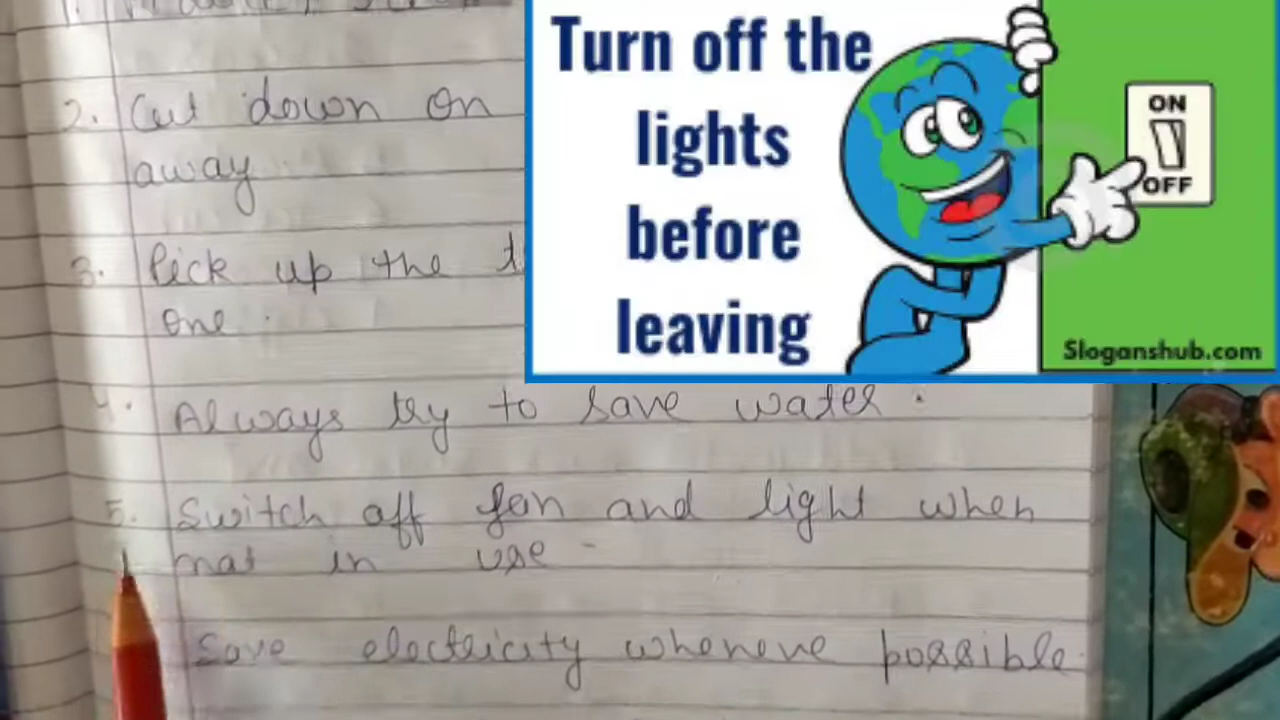 2. Cut down on
away
3. Pick up the
one.
4. Always try to save water.
5. Switch off fan and light when
not in use
Save electricity wheneve possible.
Turn off the
lights
before
leaving
ON
OFF
Sloganshub.com